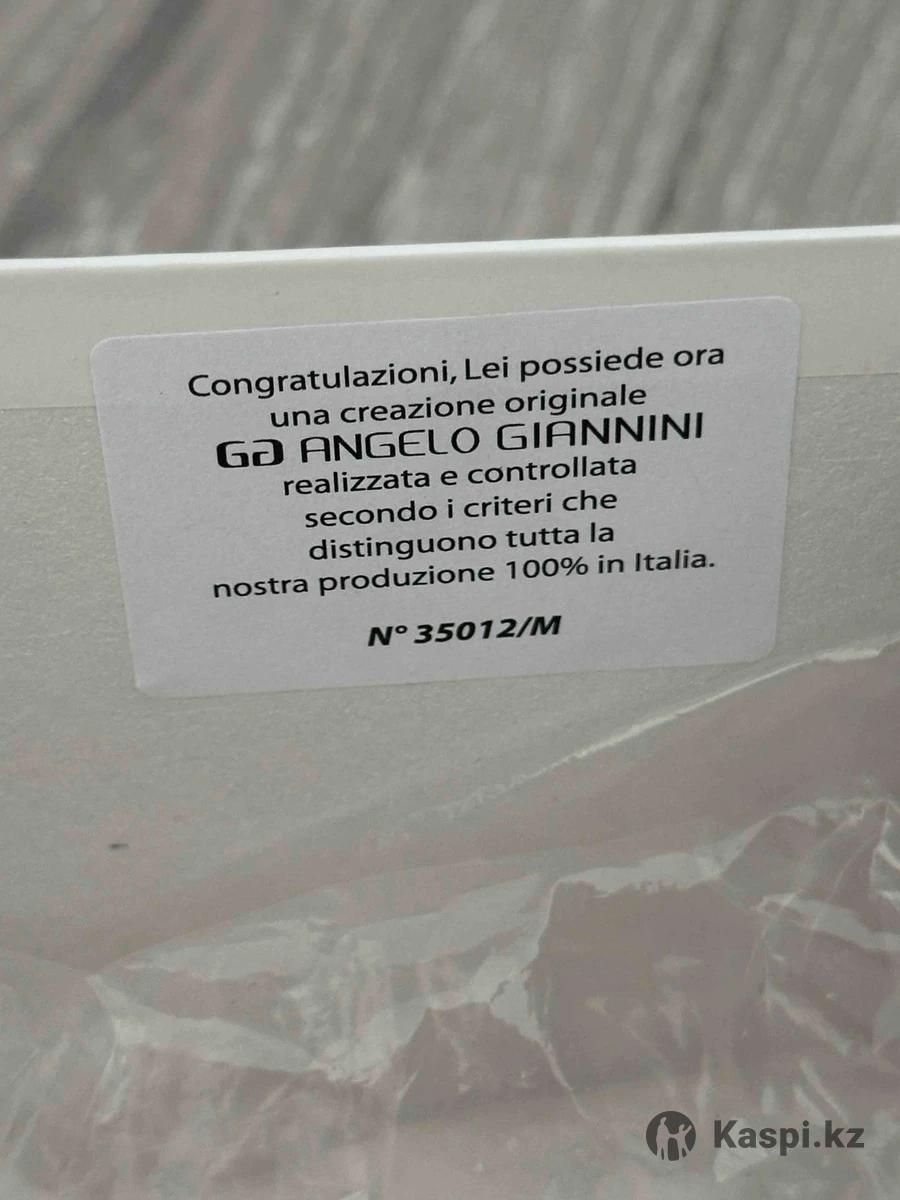 Congratulazioni, Lei possiede ora
una creazione originale
GG ANGELO GIANNINI
realizzata e controllata
secondo i criteri che
distinguono tutta la
nostra produzione 100% in Italia.
N° 35012/M
Kaspi.kz